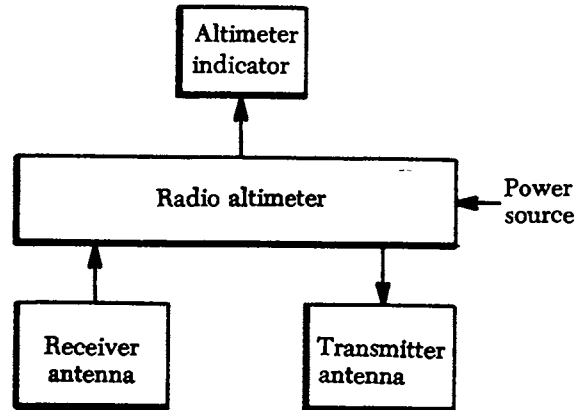 Altimeter
indicator
Radio altimeter
Power
source
Receiver
antenna
Transmitter
antenna